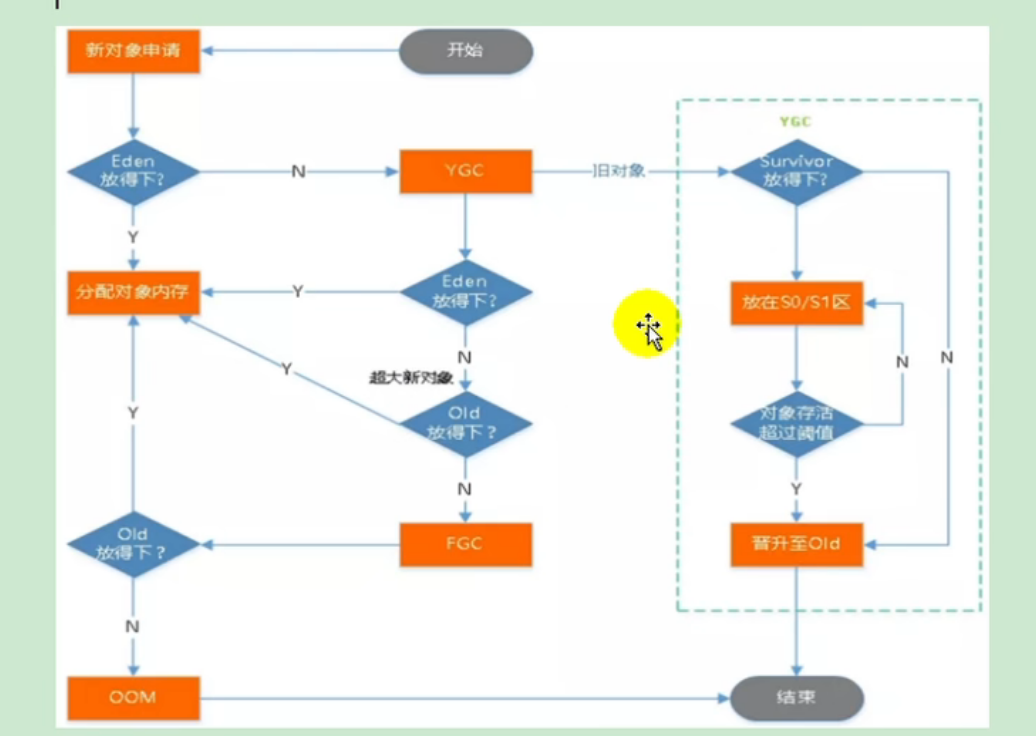 新对象申请
开始
YGC
Eden
放得下?
N
YGC
旧对象
Survivor
放得下?
Y
分配对象内存
Y
Eden
放得下?
放在S0/S1区
N
超大新对象
Y
N
N
Y
Old
放得下？
对象存活
超过阈值
N
Y
Old
放得下？
FGC
晋升至Old
N
OOM
结束